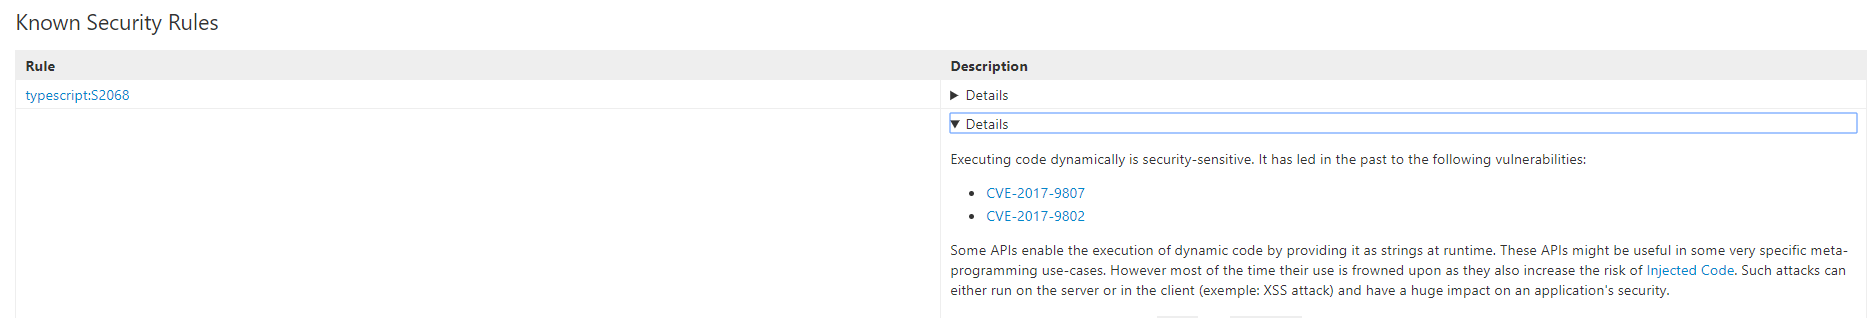 Known Security Rules
Rule
Description
typescript:S2068
Details
Details
Executing code dynamically is security-sensitive. It has led in the past to the following vulnerabilities:
CVE-2017-9807
CVE-2017-9802
Some APIs enable the execution of dynamic code by providing it as strings at runtime. These APIs might be useful in some very specific meta-
programming use-cases. However most of the time their use is frowned upon as they also increase the risk of Injected Code. Such attacks can
either run on the server or in the client (exemple: XSS attack) and have a huge impact on an application's security.